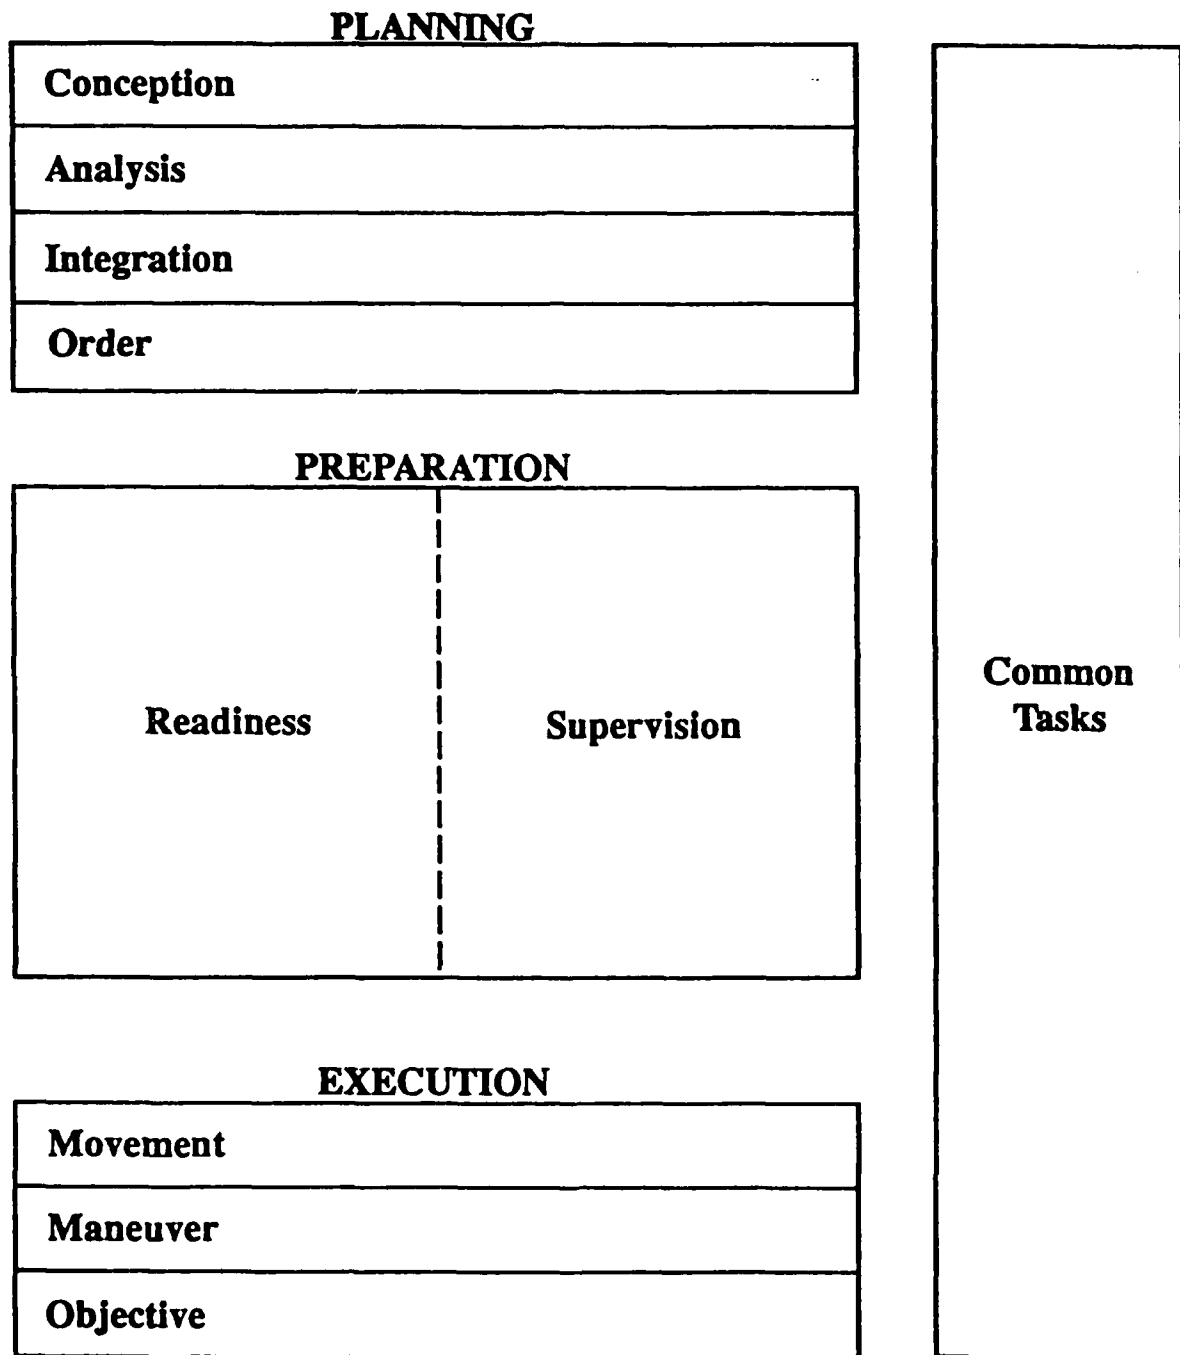 PLANNING
Conception
Analysis
Integration
Order
PREPARATION
Readiness
Supervision
EXECUTION
Movement
Maneuver
Objective
Common
Tasks